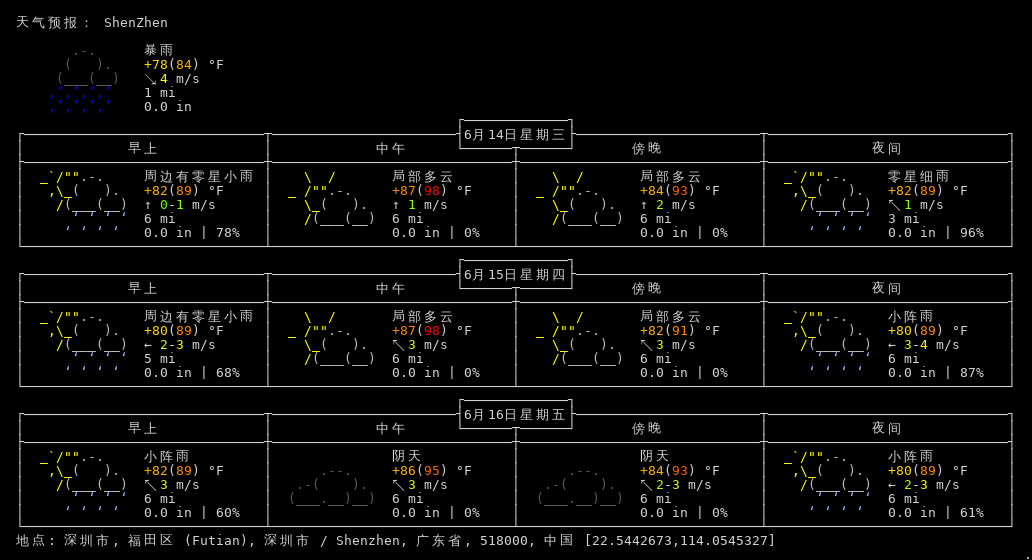 天气预报： ShenZhen
暴雨
+78(84) °F
↘ 4 m/s
1 mi
0.0 in
6月14日星期三
早上 中午 傍晚 夜间
周边有零星小雨 局部多云 局部多云 零星细雨
+82(89) °F +87(98) °F +84(93) °F +82(89) °F
↑ 0-1 m/s ↑ 1 m/s ↑ 2 m/s ↖ 1 m/s
6 mi 6 mi 6 mi 3 mi
0.0 in | 78% 0.0 in | 0% 0.0 in | 0% 0.0 in | 96%
6月15日星期四
早上 中午 傍晚 夜间
周边有零星小雨 局部多云 局部多云 小阵雨
+80(89) °F +87(98) °F +82(91) °F +80(89) °F
← 2-3 m/s ↖ 3 m/s ↖ 3 m/s ← 3-4 m/s
5 mi 6 mi 6 mi 6 mi
0.0 in | 68% 0.0 in | 0% 0.0 in | 0% 0.0 in | 87%
6月16日星期五
早上 中午 傍晚 夜间
小阵雨 阴天 阴天 小阵雨
+82(89) °F +86(95) °F +84(93) °F +80(89) °F
↖ 3 m/s ↖ 3 m/s ↖ 2-3 m/s ← 2-3 m/s
6 mi 6 mi 6 mi 6 mi
0.0 in | 60% 0.0 in | 0% 0.0 in | 0% 0.0 in | 61%
地点: 深圳市, 福田区 (Futian), 深圳市 / Shenzhen, 广东省, 518000, 中国 [22.5442673,114.0545327]